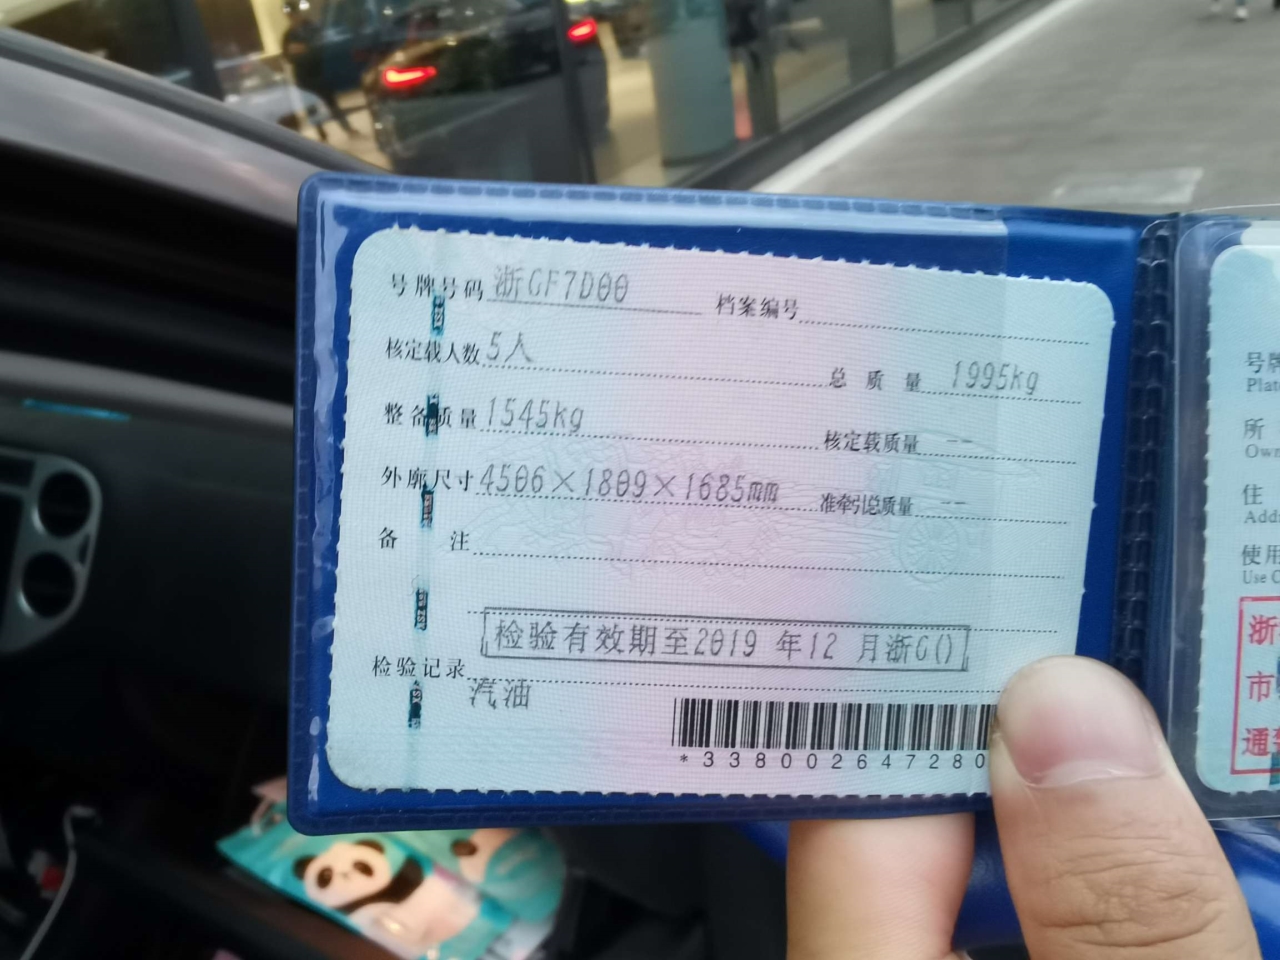 号牌号码 浙GF7D00 档案编号
核定载人数 5人
总质量 1995kg
整备质量 1545kg 核定载质量 --
外廓尺寸 4506×1809×1685mm 准牵引总质量 --
备注
检验有效期至2019 年12 月浙G()
检验记录
汽油
*338002647280
号牌
Plat
所
Own
住
Add
使用
Use C
浙
市
通